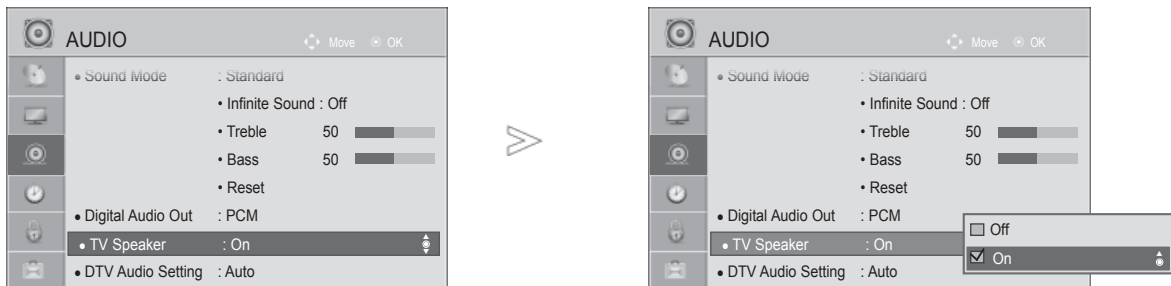 AUDIO Move OK
• Sound Mode : Standard
• Infinite Sound : Off
• Treble 50
• Bass 50
• Reset
• Digital Audio Out : PCM
• TV Speaker : On
• DTV Audio Setting : Auto
AUDIO Move OK
• Sound Mode : Standard
• Infinite Sound : Off
• Treble 50
• Bass 50
• Reset
• Digital Audio Out : PCM
• TV Speaker : On
• DTV Audio Setting : Auto
Off
On